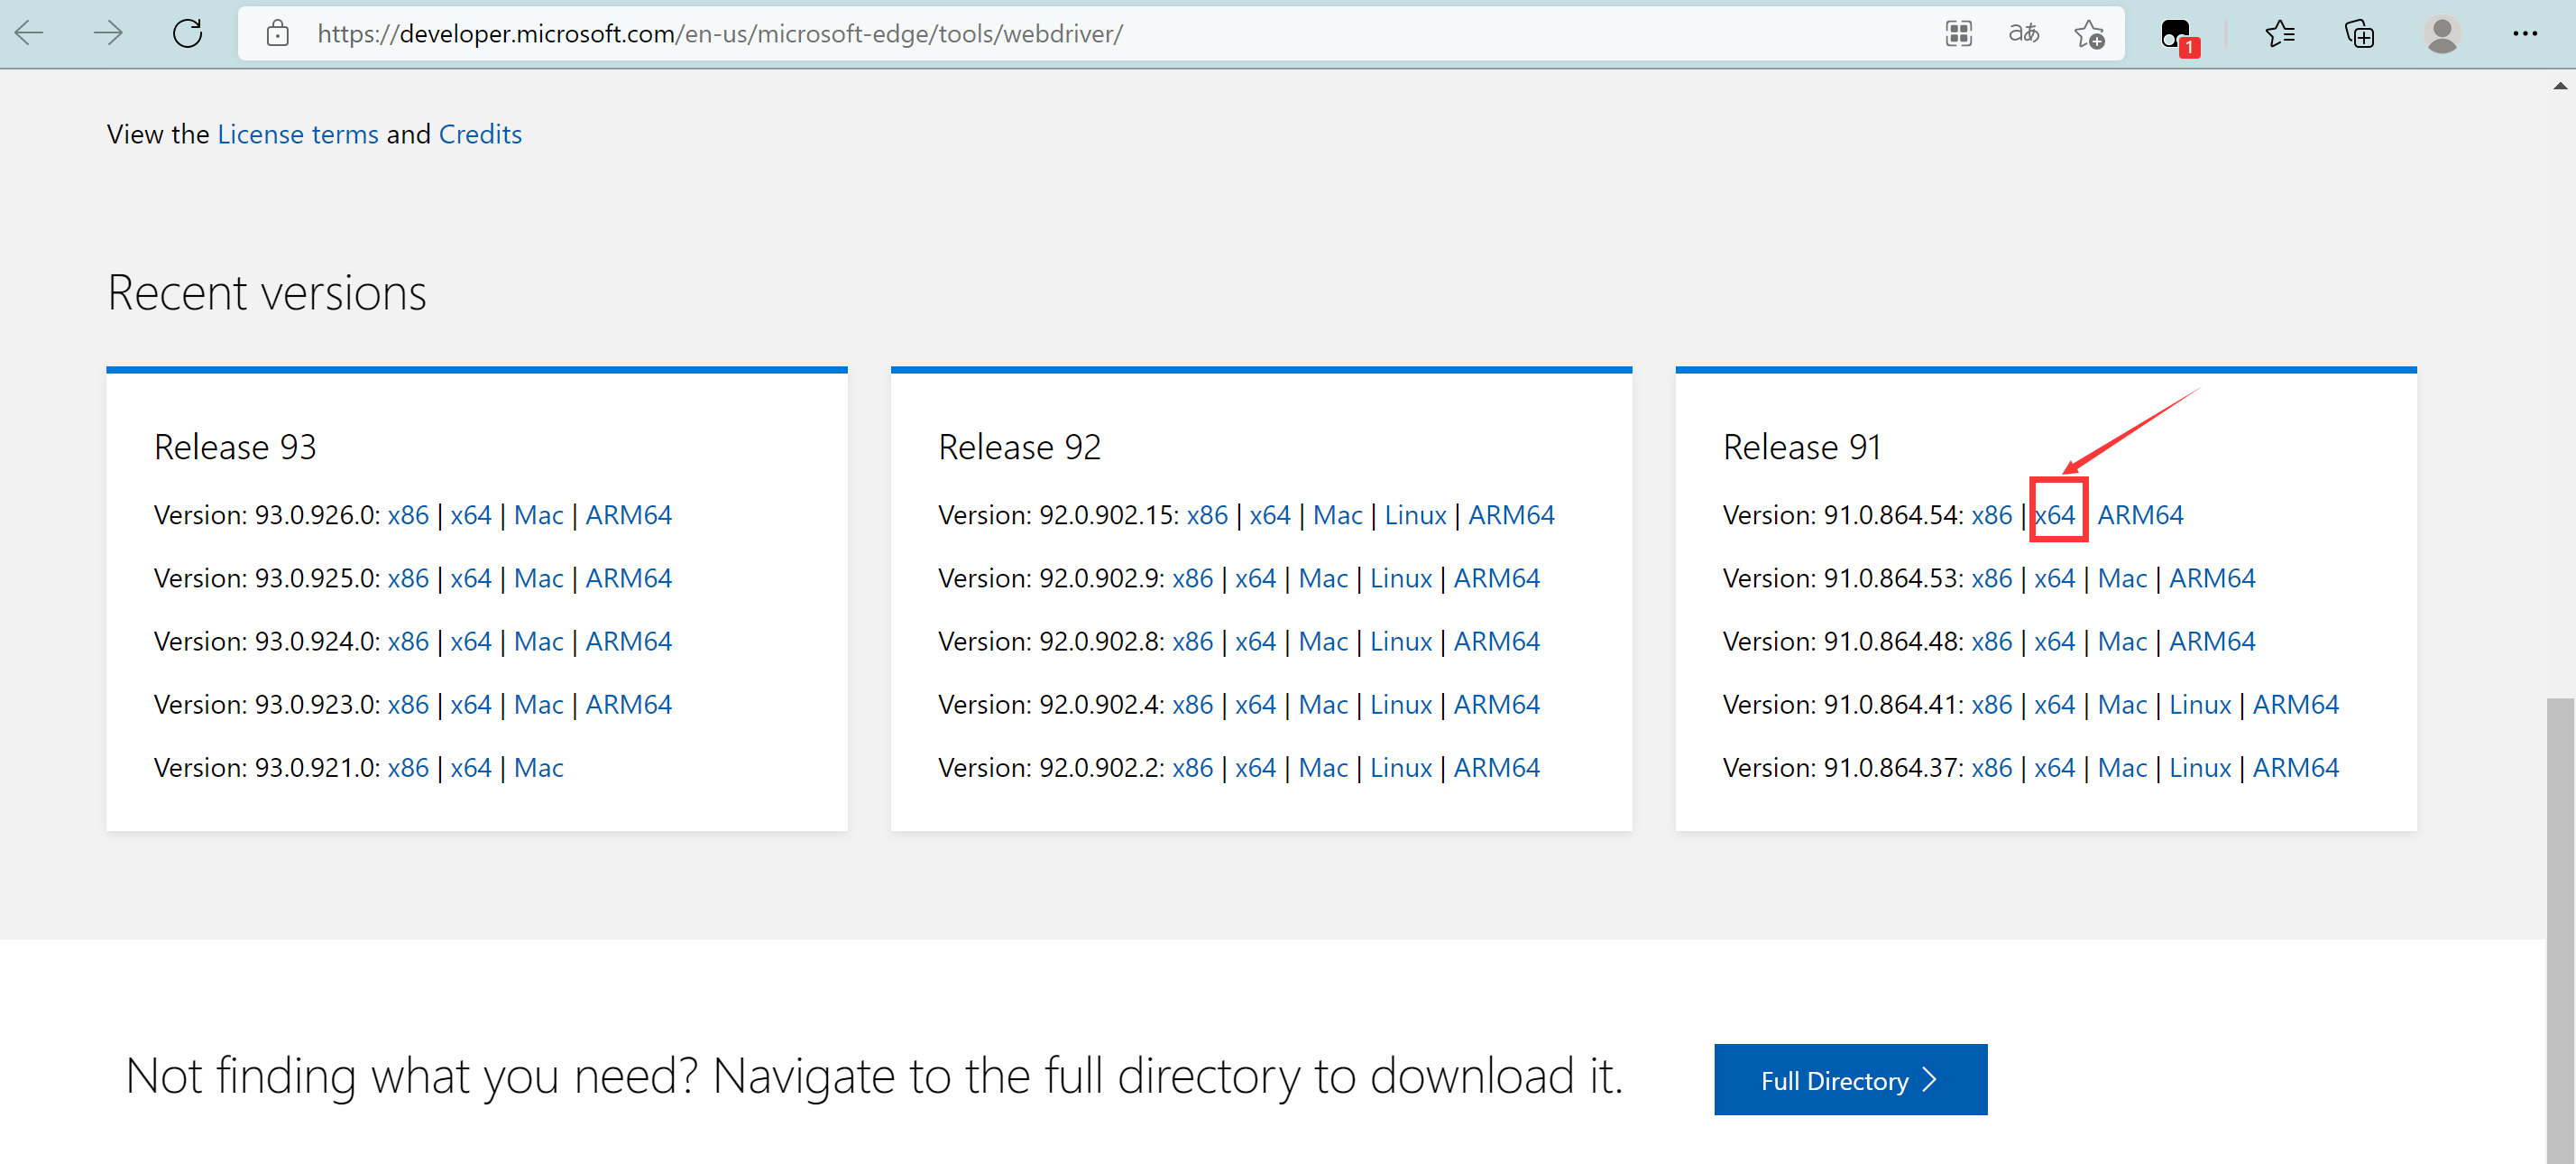 https://developer.microsoft.com/en-us/microsoft-edge/tools/webdriver/
aあ
1
View the License terms and Credits
Recent versions
Release 93
Version: 93.0.926.0: x86 | x64 | Mac | ARM64
Version: 93.0.925.0: x86 | x64 | Mac | ARM64
Version: 93.0.924.0: x86 | x64 | Mac | ARM64
Version: 93.0.923.0: x86 | x64 | Mac | ARM64
Version: 93.0.921.0: x86 | x64 | Mac
Release 92
Version: 92.0.902.15: x86 | x64 | Mac | Linux | ARM64
Version: 92.0.902.9: x86 | x64 | Mac | Linux | ARM64
Version: 92.0.902.8: x86 | x64 | Mac | Linux | ARM64
Version: 92.0.902.4: x86 | x64 | Mac | Linux | ARM64
Version: 92.0.902.2: x86 | x64 | Mac | Linux | ARM64
Release 91
Version: 91.0.864.54: x86 | x64 ARM64
Version: 91.0.864.53: x86 | x64 | Mac | ARM64
Version: 91.0.864.48: x86 | x64 | Mac | ARM64
Version: 91.0.864.41: x86 | x64 | Mac | Linux | ARM64
Version: 91.0.864.37: x86 | x64 | Mac | Linux | ARM64
Not finding what you need? Navigate to the full directory to download it.
Full Directory